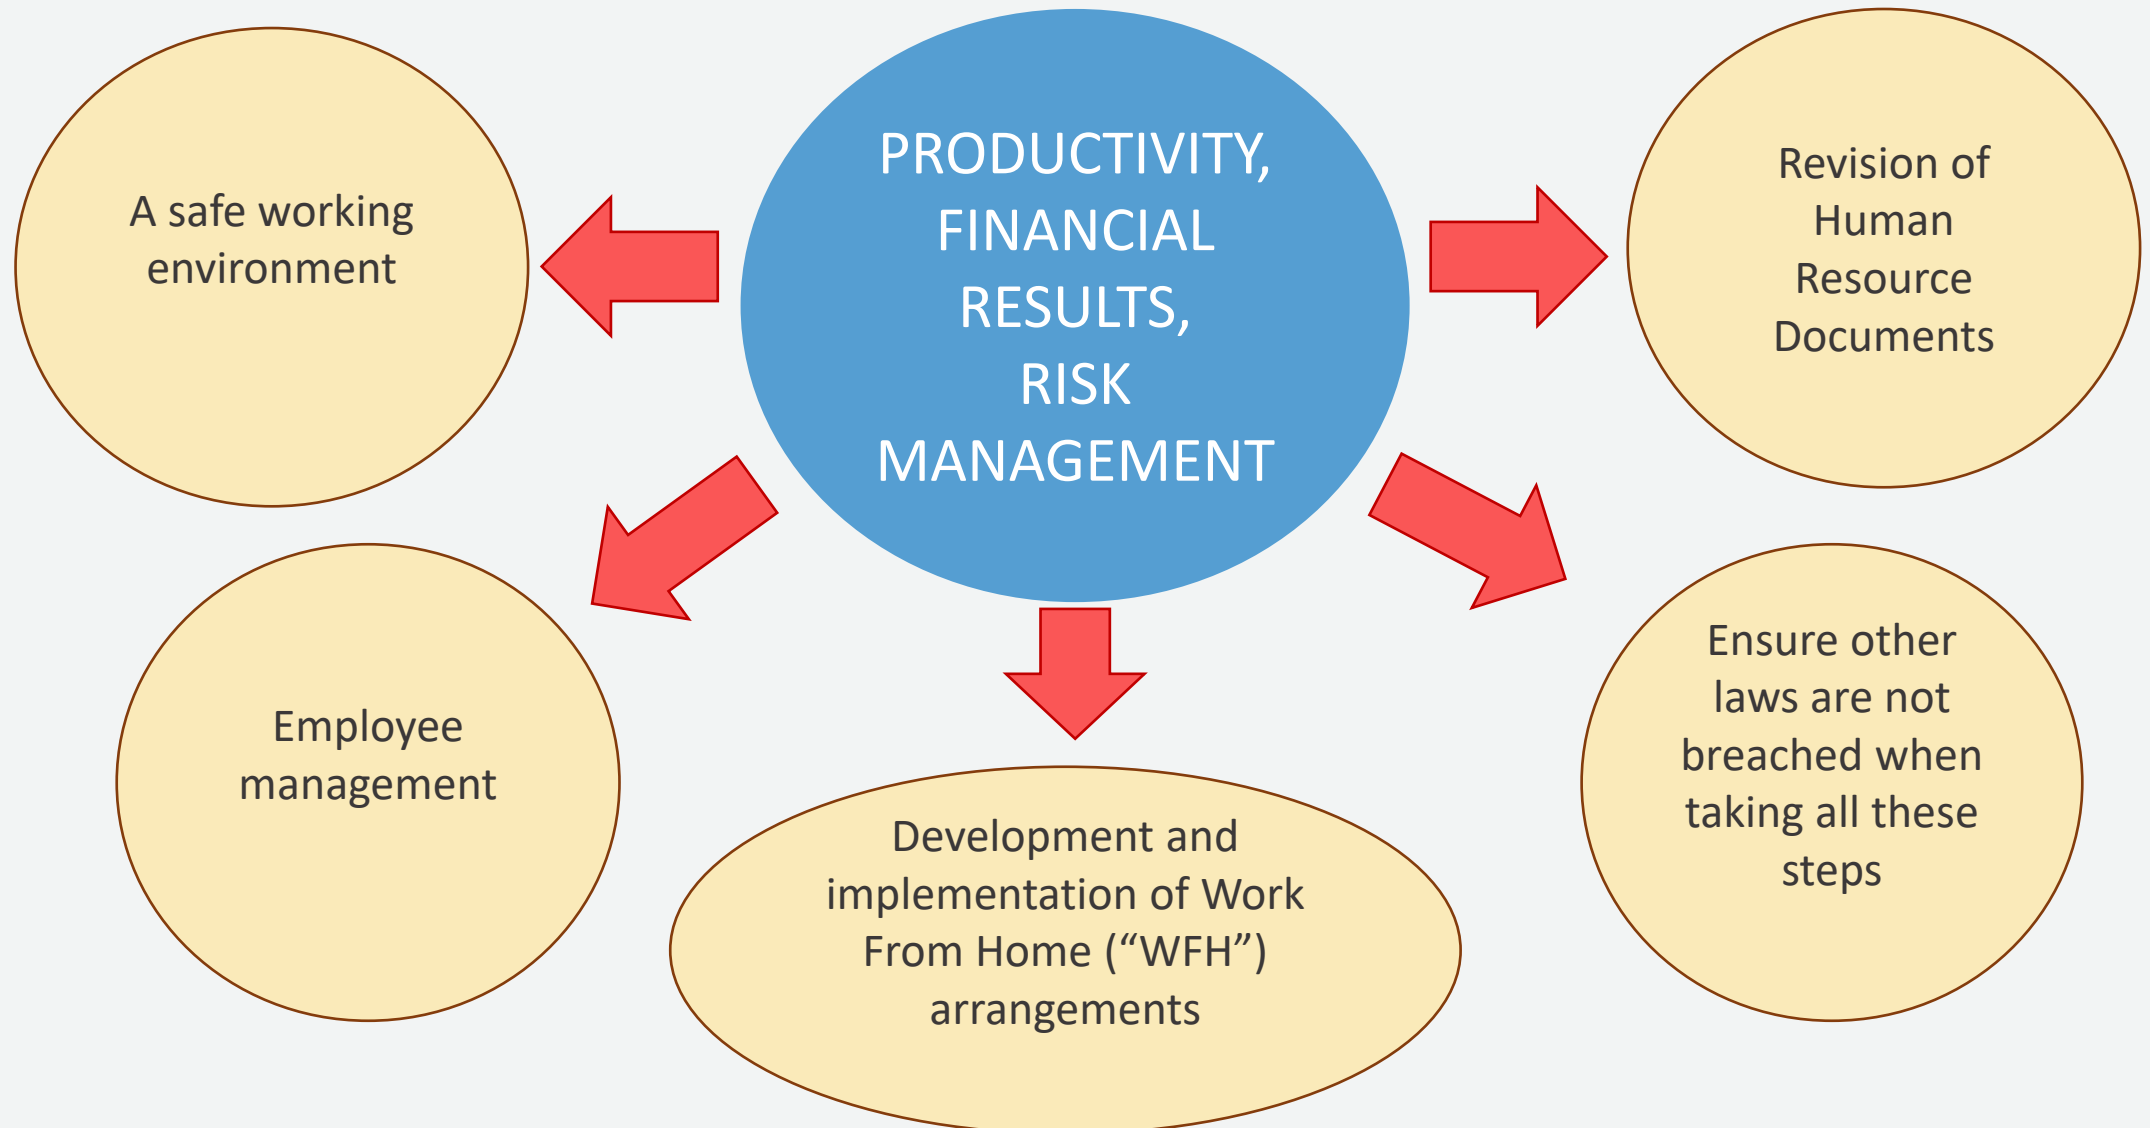 PRODUCTIVITY,
FINANCIAL
RESULTS,
RISK
MANAGEMENT
A safe working
environment
Revision of
Human
Resource
Documents
Employee
management
Development and
implementation of Work
From Home (“WFH”)
arrangements
Ensure other
laws are not
breached when
taking all these
steps